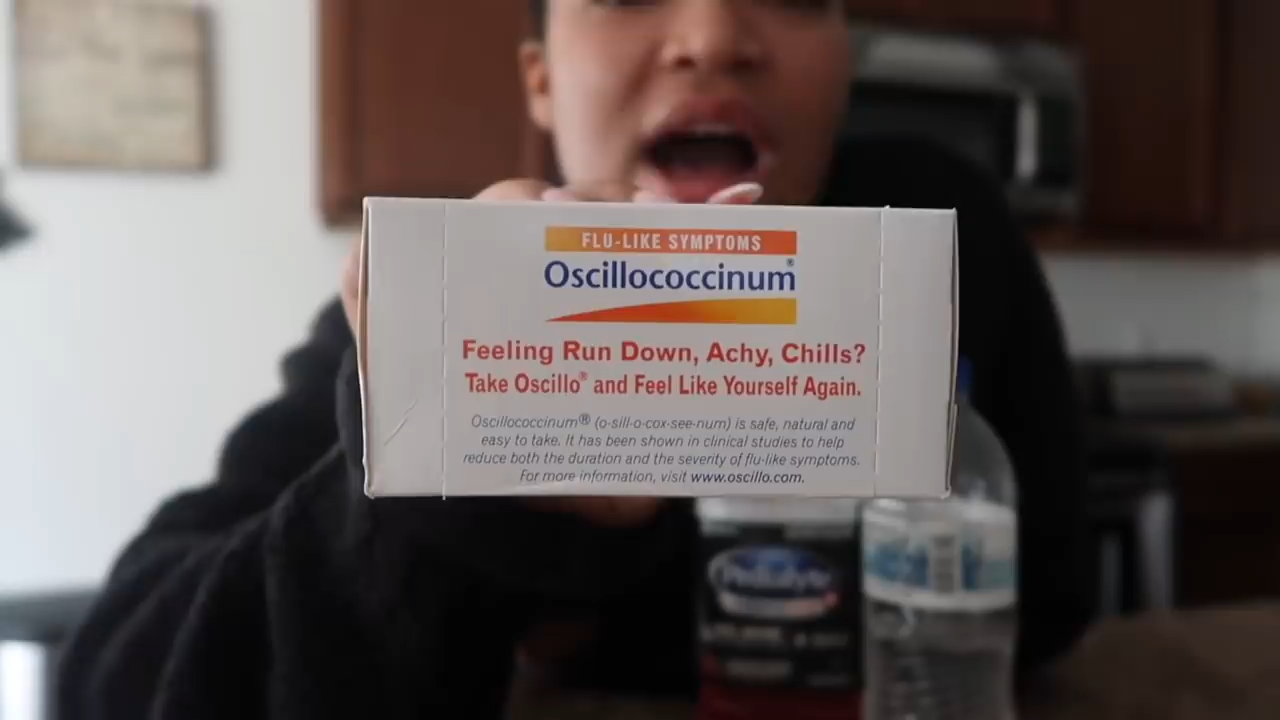 FLU-LIKE SYMPTOMS
Oscillococcinum®
Feeling Run Down, Achy, Chills?
Take Oscillo® and Feel Like Yourself Again.
Oscillococcinum® (o-sill-o-cox-see-num) is safe, natural and
easy to take. It has been shown in clinical studies to help
reduce both the duration and the severity of flu-like symptoms.
For more information, visit www.oscillo.com.
Pedialyte